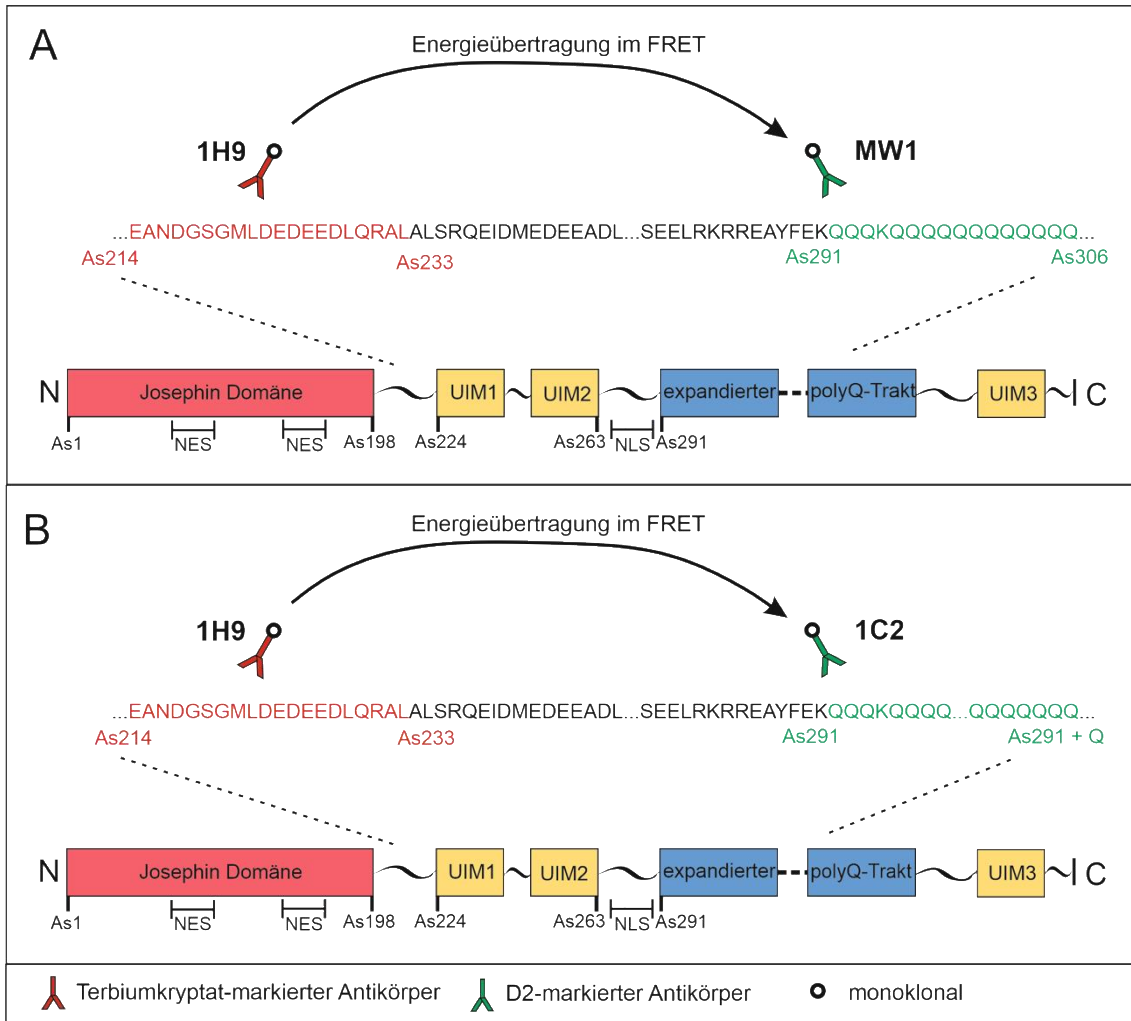 A
Energieübertragung im FRET
1H9
MW1
...EANDGSGMLDEDEEDLQRALALSRQEIDMEDEEADL...SEELRKRREAYFEKQQQKQQQQQQQQQQQQ...
As214
As233
As291
As306
N
Josephin Domäne
UIM1
UIM2
expandierter
polyQ-Trakt
UIM3
C
As1
NES
NES
As198
As224
As263
NLS
As291
B
Energieübertragung im FRET
1H9
1C2
...EANDGSGMLDEDEEDLQRALALSRQEIDMEDEEADL...SEELRKRREAYFEKQQQKQQQQ...QQQQQQQ...
As214
As233
As291
As291 + Q
N
Josephin Domäne
UIM1
UIM2
expandierter
polyQ-Trakt
UIM3
C
As1
NES
NES
As198
As224
As263
NLS
As291
Terbiumkryptat-markierter Antikörper
D2-markierter Antikörper
monoklonal